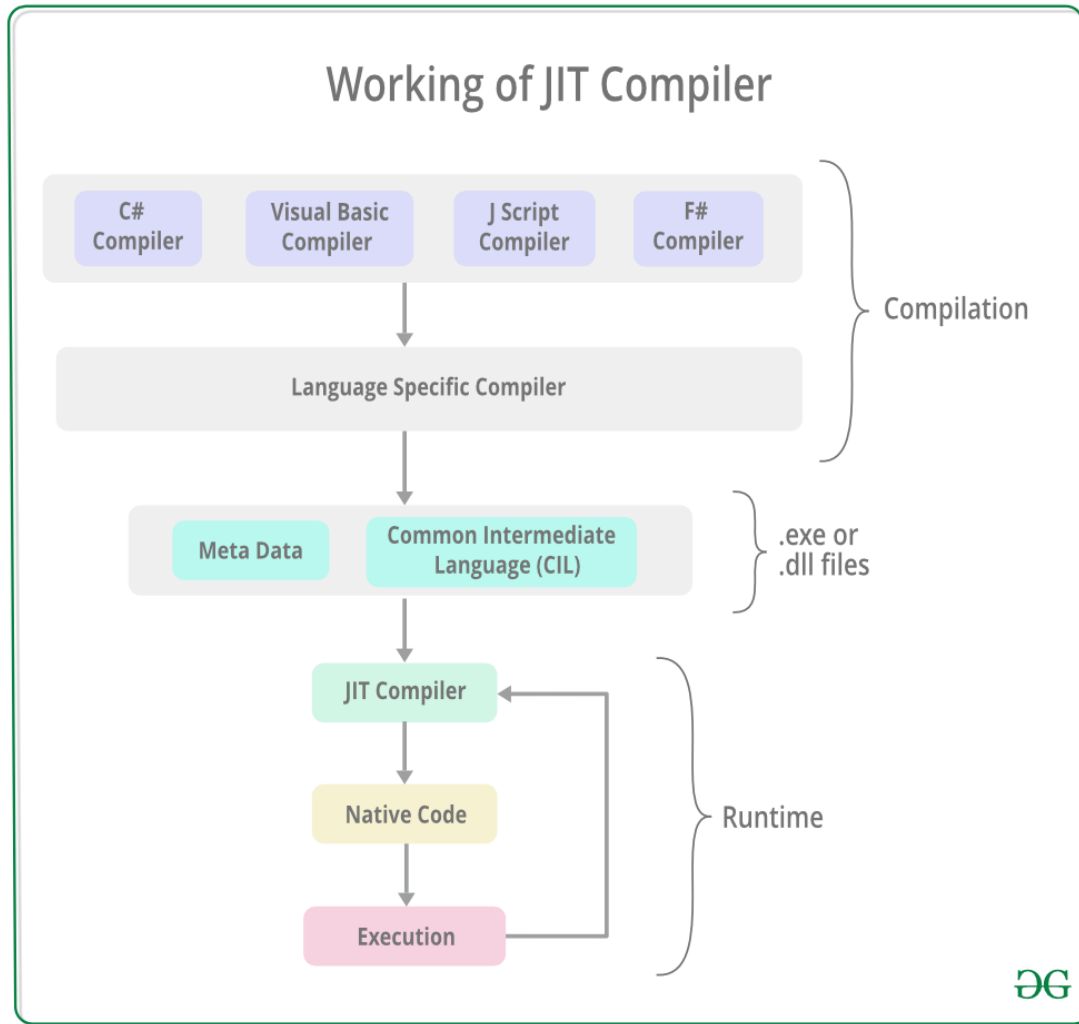 Working of JIT Compiler
C#
Compiler
Visual Basic
Compiler
J Script
Compiler
F#
Compiler
Compilation
Language Specific Compiler
Meta Data
Common Intermediate
Language (CIL)
.exe or
.dll files
JIT Compiler
Native Code
Runtime
Execution